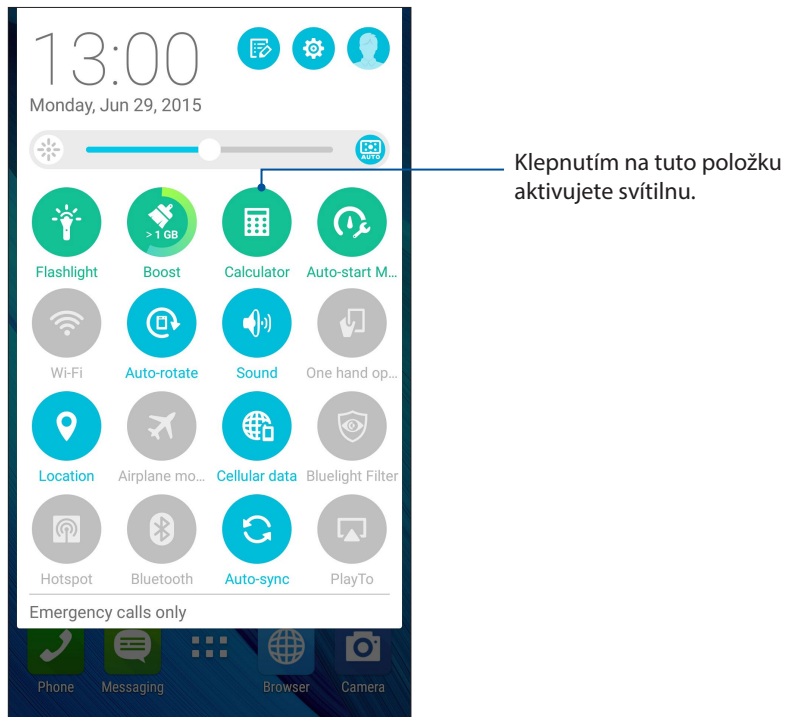 13:00
Monday, Jun 29, 2015
AUTO
Klepnutím na tuto položku
aktivujete svítilnu.
> 1 GB
Flashlight Boost Calculator Auto-start M...
Wi-Fi Auto-rotate Sound One hand op...
Location Airplane mo... Cellular data Bluelight Filter
Hotspot Bluetooth Auto-sync PlayTo
Emergency calls only
Phone Messaging Browser Camera